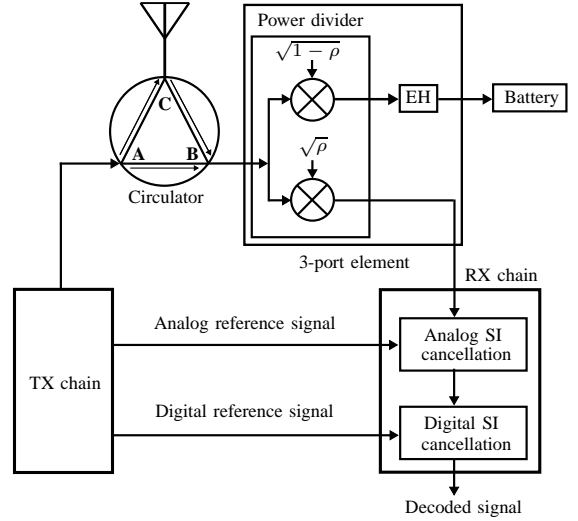 Power divider
√1 − ρ
C
EH
Battery
A
B
√ρ
Circulator
3-port element
RX chain
Analog reference signal
Analog SI
cancellation
TX chain
Digital reference signal
Digital SI
cancellation
Decoded signal